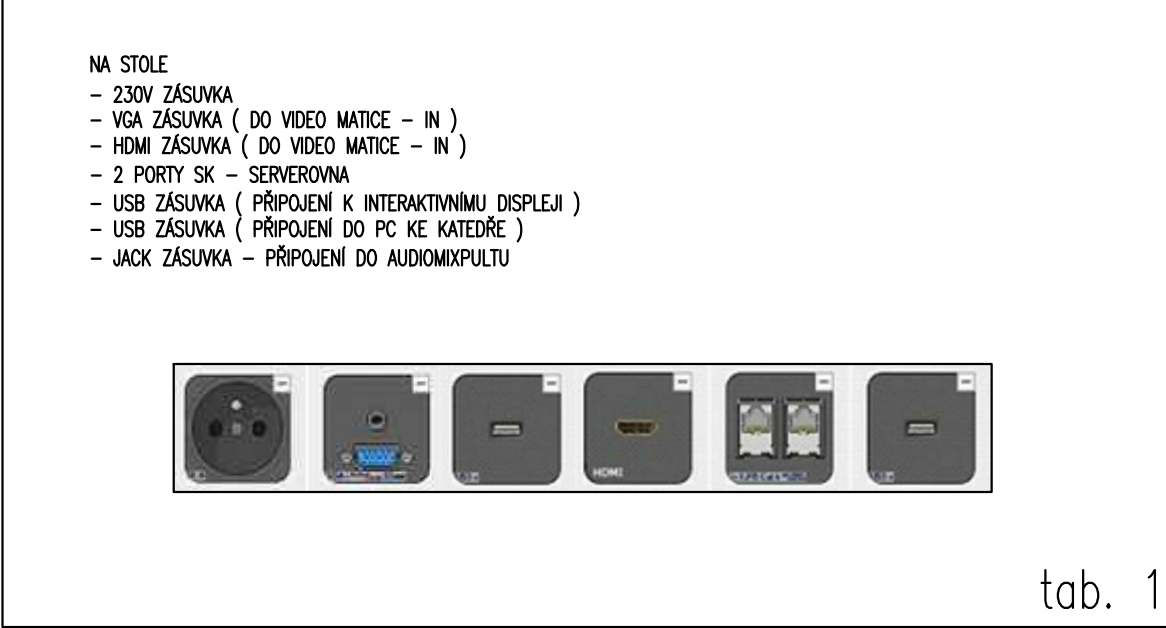 NA STOLE
– 230V ZÁSUVKA
– VGA ZÁSUVKA ( DO VIDEO MATICE – IN )
– HDMI ZÁSUVKA ( DO VIDEO MATICE – IN )
– 2 PORTY SK – SERVEROVNA
– USB ZÁSUVKA ( PŘIPOJENÍ K INTERAKTIVNÍMU DISPLEJI )
– USB ZÁSUVKA ( PŘIPOJENÍ DO PC KE KATEDŘE )
– JACK ZÁSUVKA – PŘIPOJENÍ DO AUDIOMIXPULTU
HDMI
tab. 1